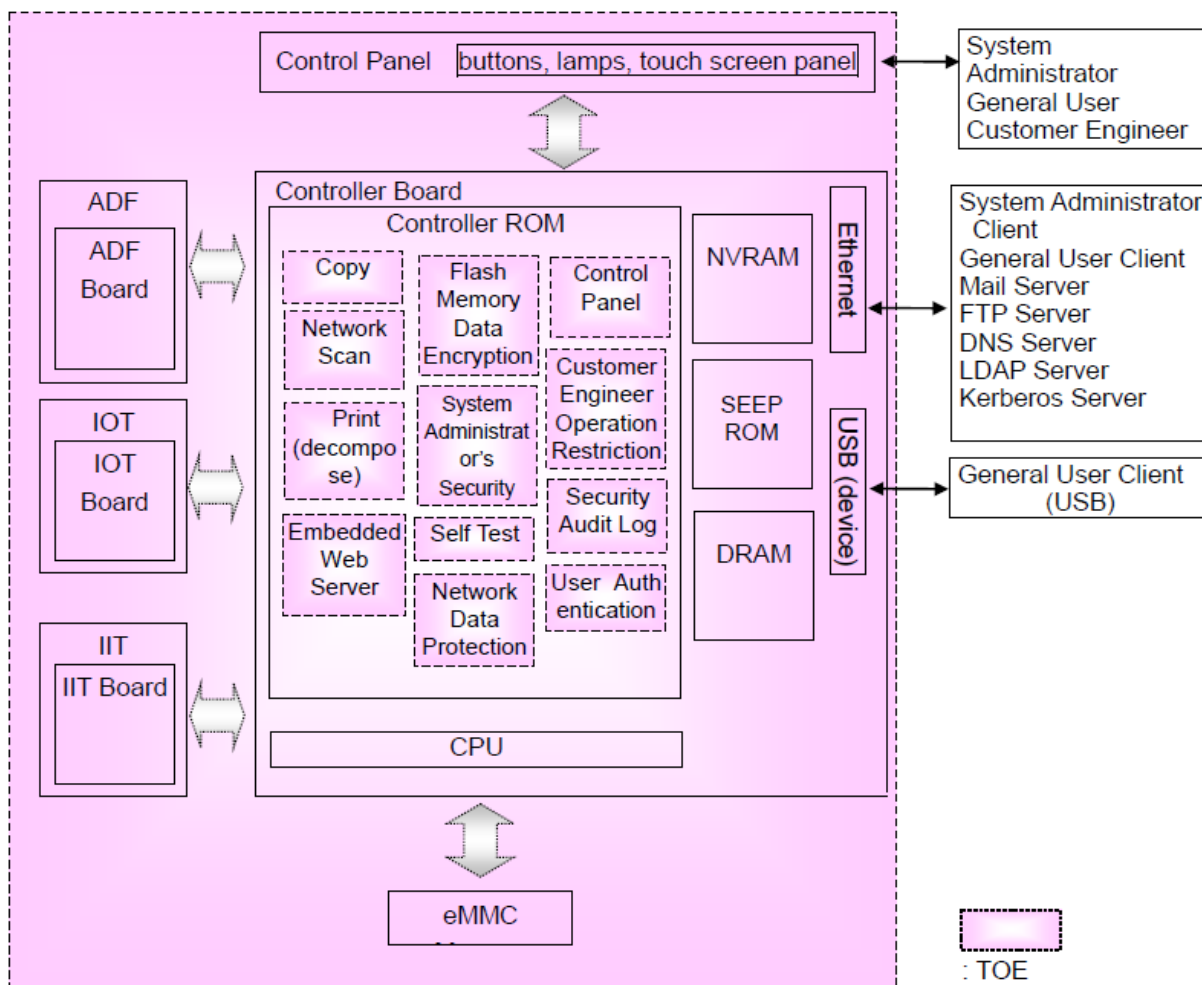 Control Panel buttons, lamps, touch screen panel
System
Administrator
General User
Customer Engineer
ADF
ADF
Board
IOT
IOT
Board
IIT
IIT Board
Controller Board
Controller ROM
Copy
Network
Scan
Print
(decompo
se)
Embedded
Web
Server
Flash
Memory
Data
Encryption
System
Administrat
or's
Security
Self Test
Network
Data
Protection
Control
Panel
Customer
Engineer
Operation
Restriction
Security
Audit Log
User Auth
entication
NVRAM
SEEP
ROM
DRAM
Ethernet
USB (device)
CPU
eMMC
System Administrator
Client
General User Client
Mail Server
FTP Server
DNS Server
LDAP Server
Kerberos Server
General User Client
(USB)
: TOE